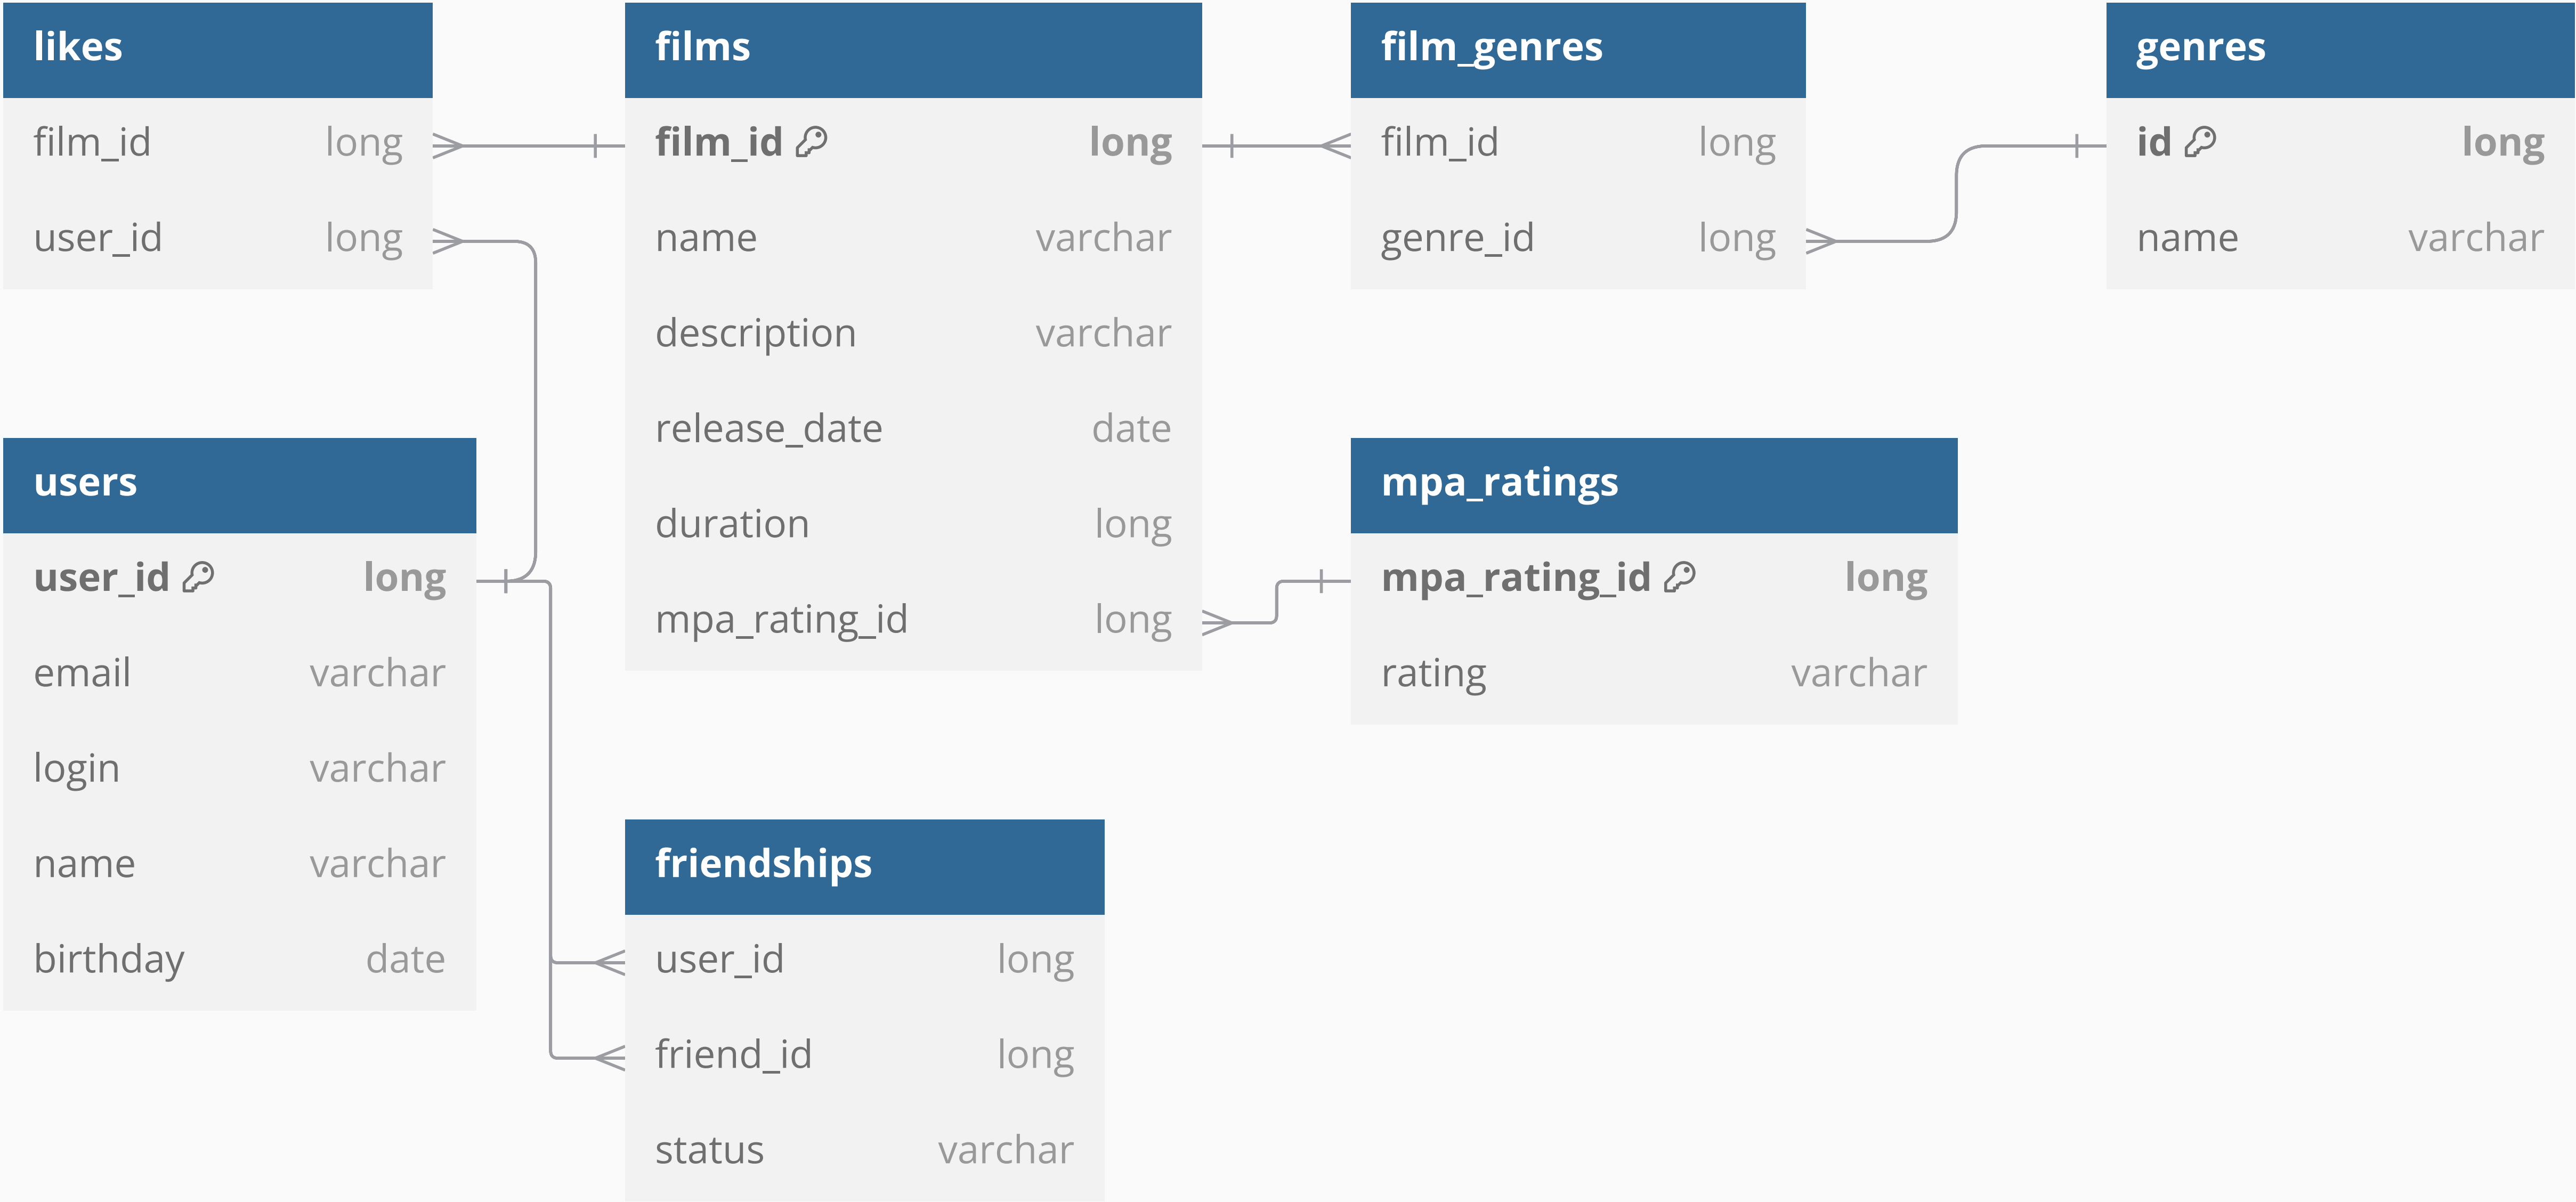 likes
film_id long
user_id long
films
film_id long
name varchar
description varchar
release_date date
duration long
mpa_rating_id long
film_genres
film_id long
genre_id long
genres
id long
name varchar
users
user_id long
email varchar
login varchar
name varchar
birthday date
mpa_ratings
mpa_rating_id long
rating varchar
friendships
user_id long
friend_id long
status varchar